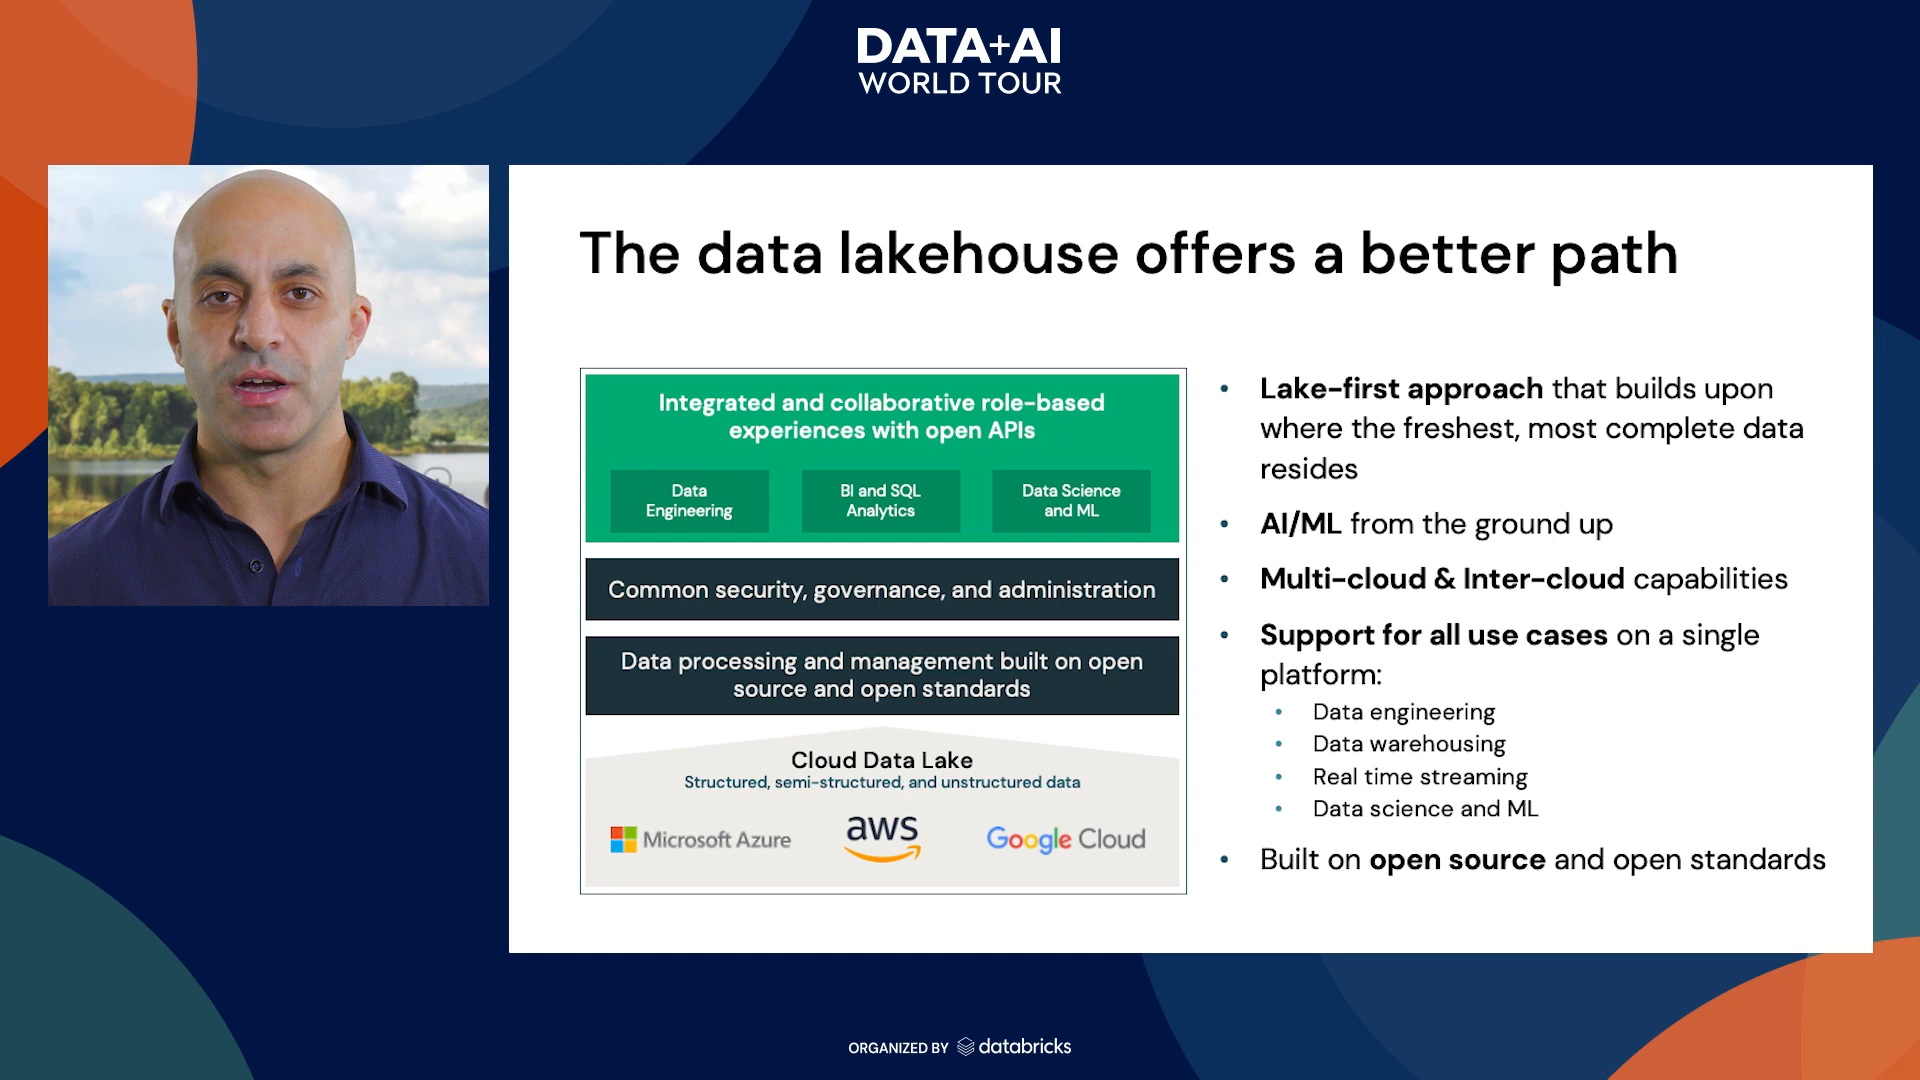 DATA+AI
WORLD TOUR
The data lakehouse offers a better path
Integrated and collaborative role-based
experiences with open APIs
Data
Engineering
BI and SQL
Analytics
Data Science
and ML
Common security, governance, and administration
Data processing and management built on open
source and open standards
Cloud Data Lake
Structured, semi-structured, and unstructured data
Microsoft Azure
aws
Google Cloud
• Lake-first approach that builds upon
where the freshest, most complete data
resides
• AI/ML from the ground up
• Multi-cloud & Inter-cloud capabilities
• Support for all use cases on a single
platform:
• Data engineering
• Data warehousing
• Real time streaming
• Data science and ML
• Built on open source and open standards
ORGANIZED BY databricks